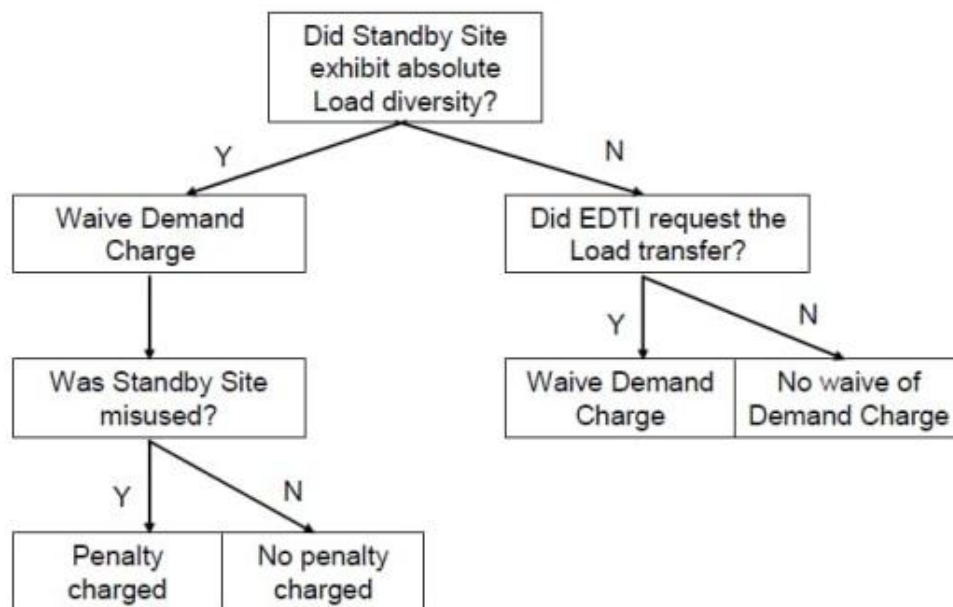 Did Standby Site
exhibit absolute
Load diversity?
Y
N
Waive Demand
Charge
Did EDTI request the
Load transfer?
Y
N
Was Standby Site
misused?
Waive Demand
Charge
No waive of
Demand Charge
Y
N
Penalty
charged
No penalty
charged